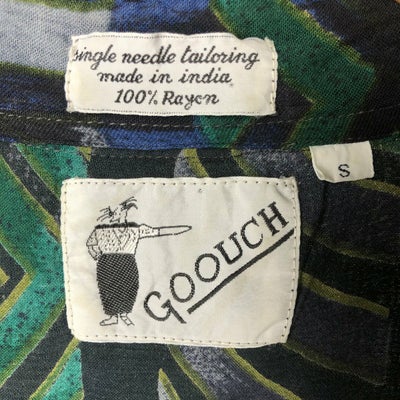 single needle tailoring
made in india
100% Rayon
S
GOOUCH